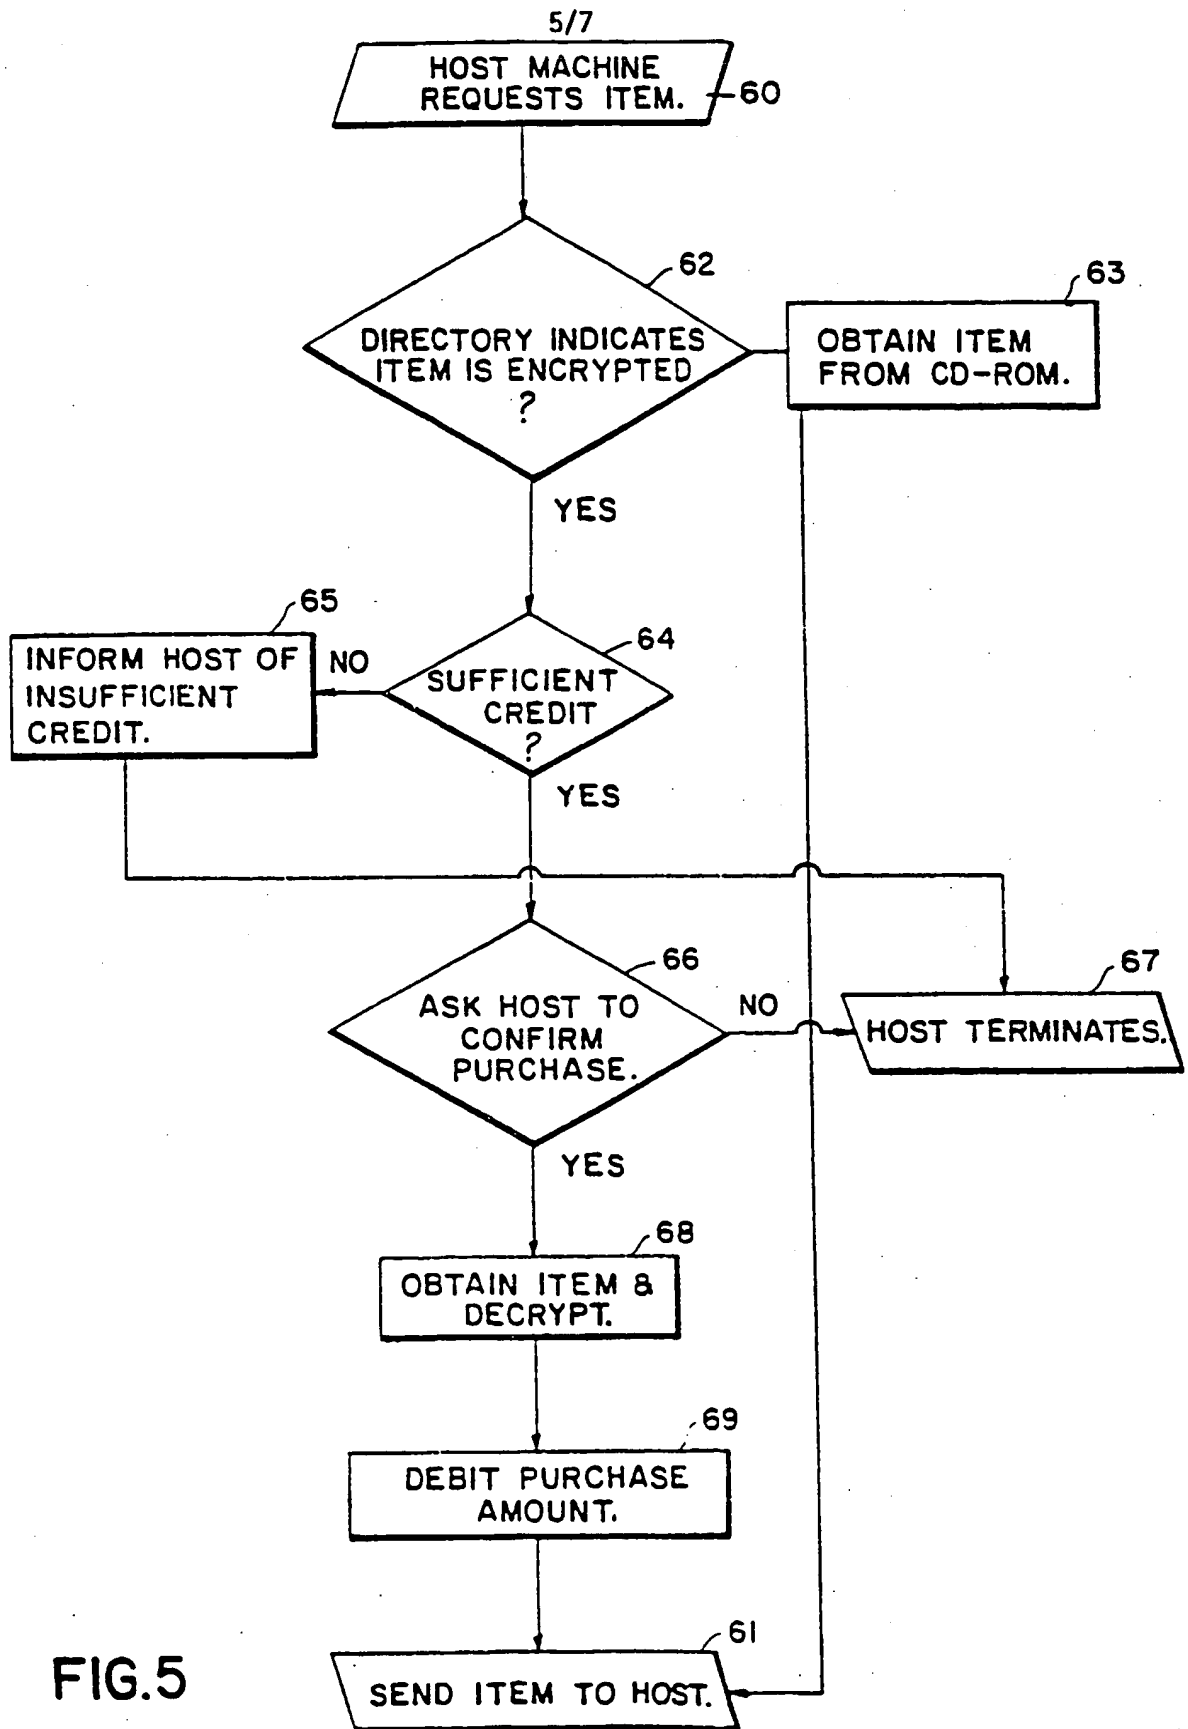 5/7
HOST MACHINE
REQUESTS ITEM.
60
62
DIRECTORY INDICATES
ITEM IS ENCRYPTED
?
63
OBTAIN ITEM
FROM CD-ROM.
YES
65
INFORM HOST OF
INSUFFICIENT
CREDIT.
NO
64
SUFFICIENT
CREDIT
?
YES
66
ASK HOST TO
CONFIRM
PURCHASE.
NO
67
HOST TERMINATES.
YES
68
OBTAIN ITEM &
DECRYPT.
69
DEBIT PURCHASE
AMOUNT.
61
SEND ITEM TO HOST.
FIG.5